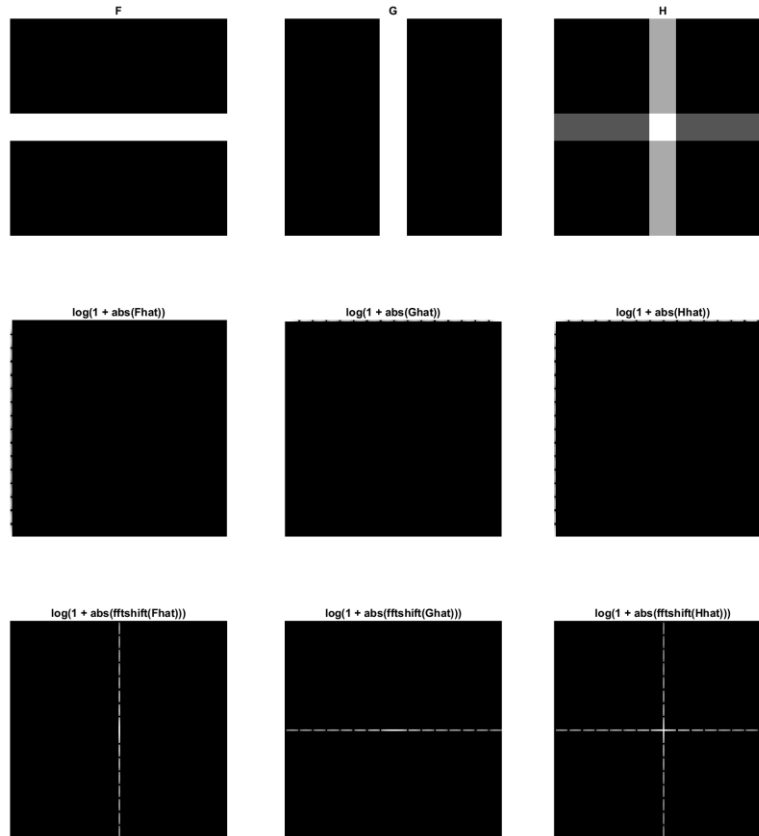 F
G
H
log(1 + abs(Fhat))
log(1 + abs(Ghat))
log(1 + abs(Hhat))
log(1 + abs(fftshift(Fhat)))
log(1 + abs(fftshift(Ghat)))
log(1 + abs(fftshift(Hhat)))